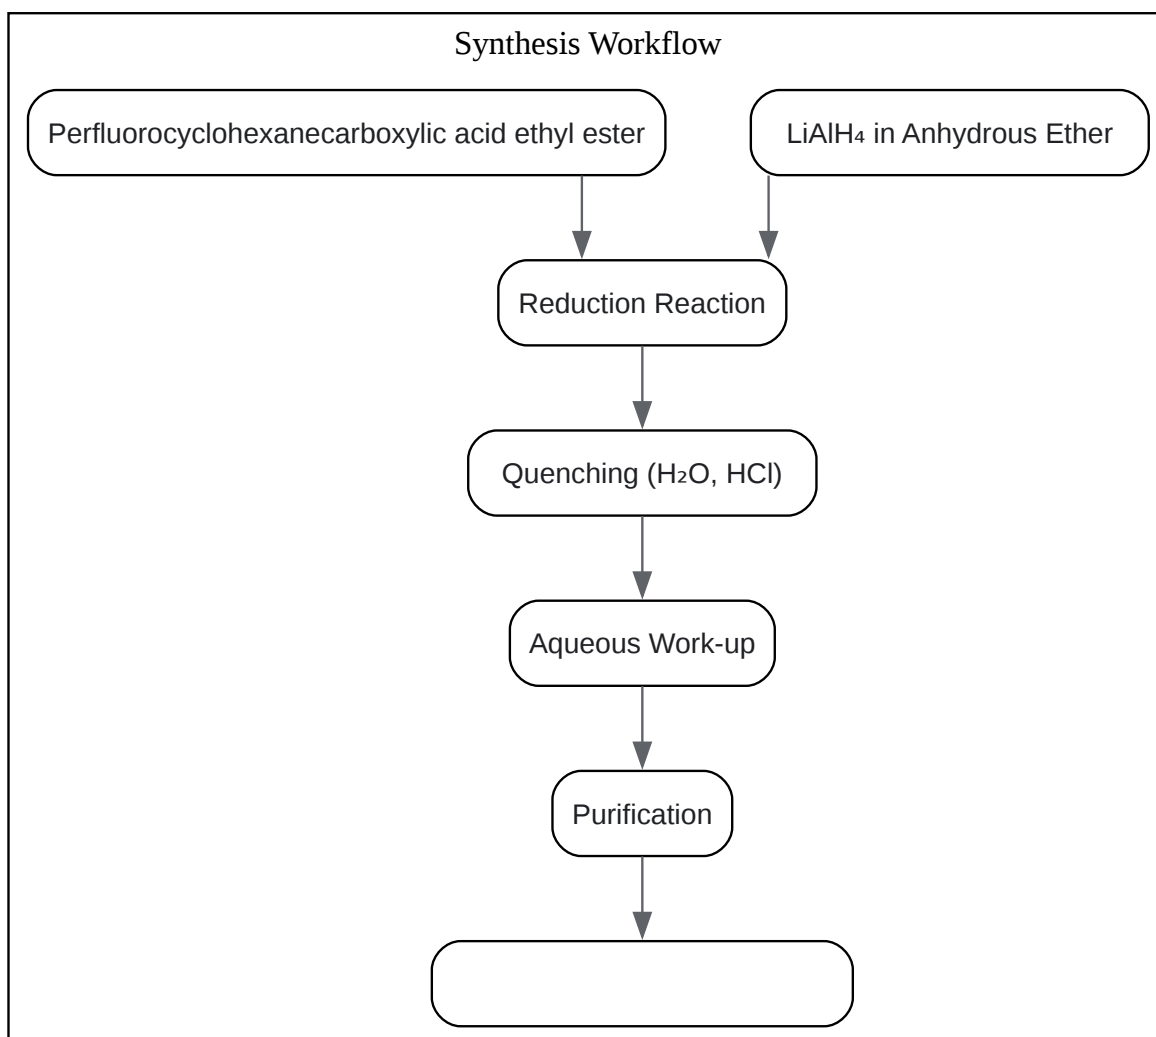 Synthesis Workflow
Perfluorocyclohexanecarboxylic acid ethyl ester
LiAlH₄ in Anhydrous Ether
Reduction Reaction
Quenching (H₂O, HCl)
Aqueous Work-up
Purification